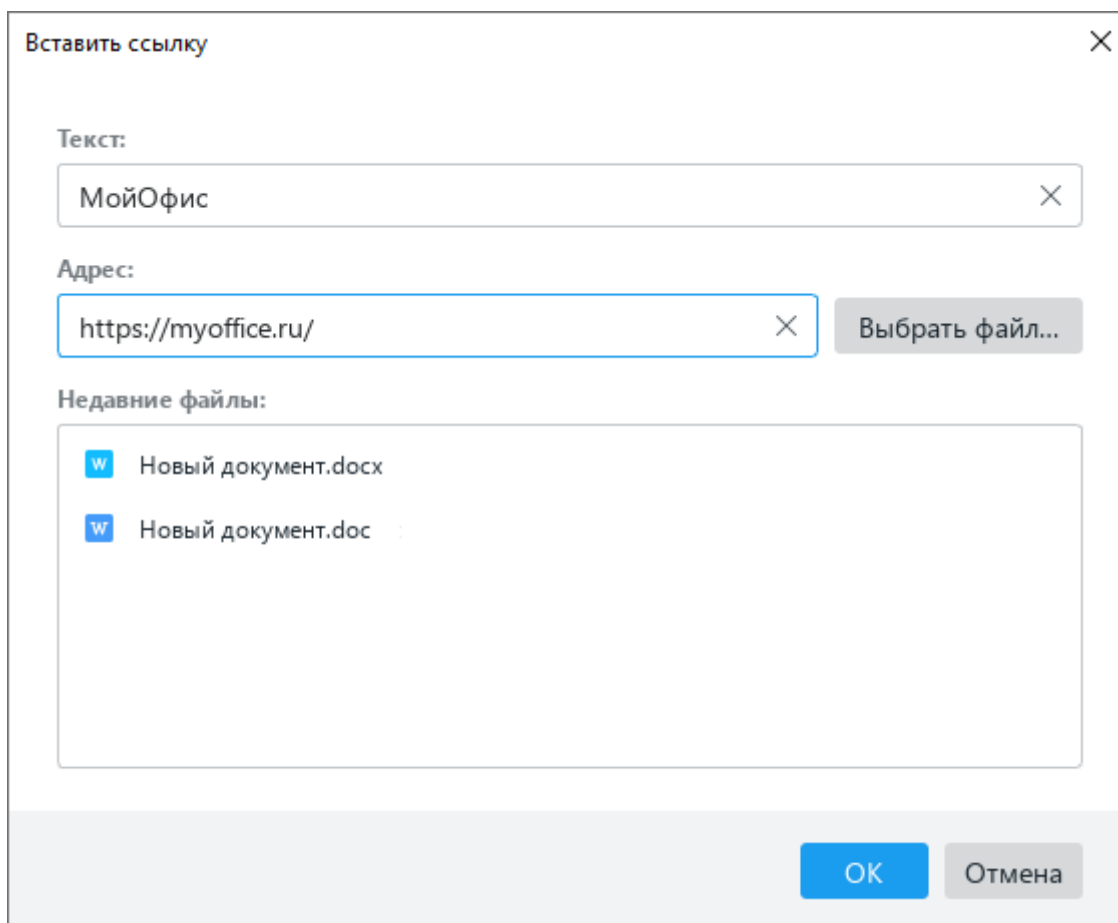 Вставить ссылку
Текст:
МойОфис
Адрес:
https://myoffice.ru/
Выбрать файл...
Недавние файлы:
W Новый документ.docx
W Новый документ.doc
ОК Отмена